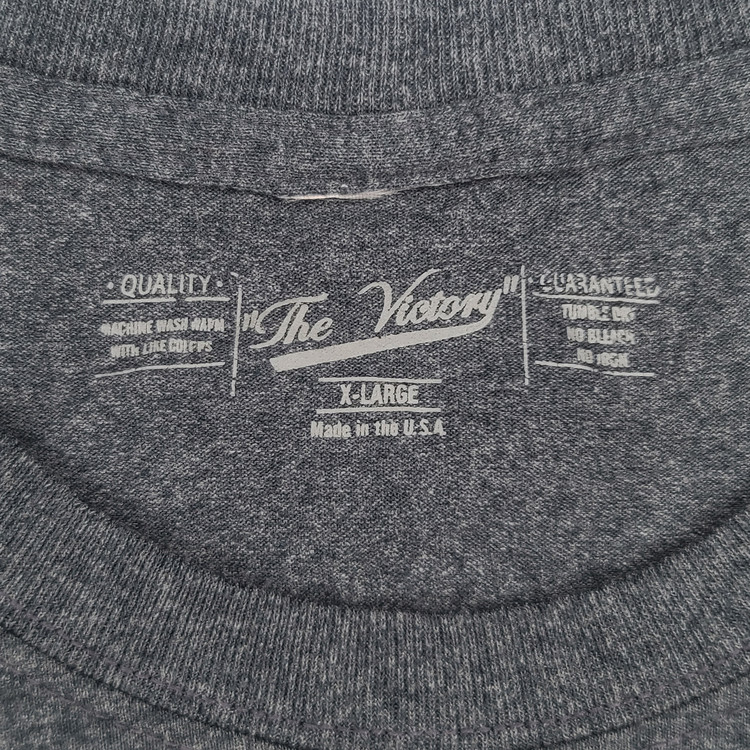 · QUALITY ·
MACHINE WASH WARM
WITH LIKE COLORS
"The Victory"
X-LARGE
Made in the U.S.A.
· GUARANTEED ·
TUMBLE DRY
NO BLEACH
NO IRON